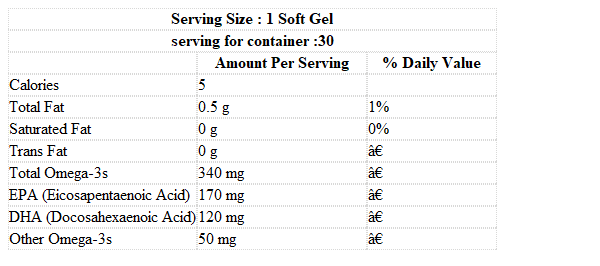 Serving Size : 1 Soft Gel
serving for container :30
Amount Per Serving % Daily Value
Calories 5
Total Fat 0.5 g 1%
Saturated Fat 0 g 0%
Trans Fat 0 g â€
Total Omega-3s 340 mg â€
EPA (Eicosapentaenoic Acid) 170 mg â€
DHA (Docosahexaenoic Acid) 120 mg â€
Other Omega-3s 50 mg â€